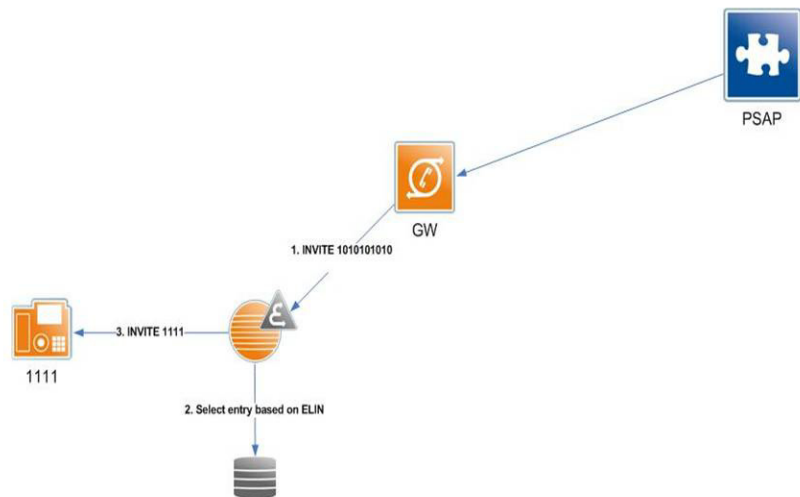 PSAP
GW
1. INVITE 1010101010
3. INVITE 1111
1111
2. Select entry based on ELIN